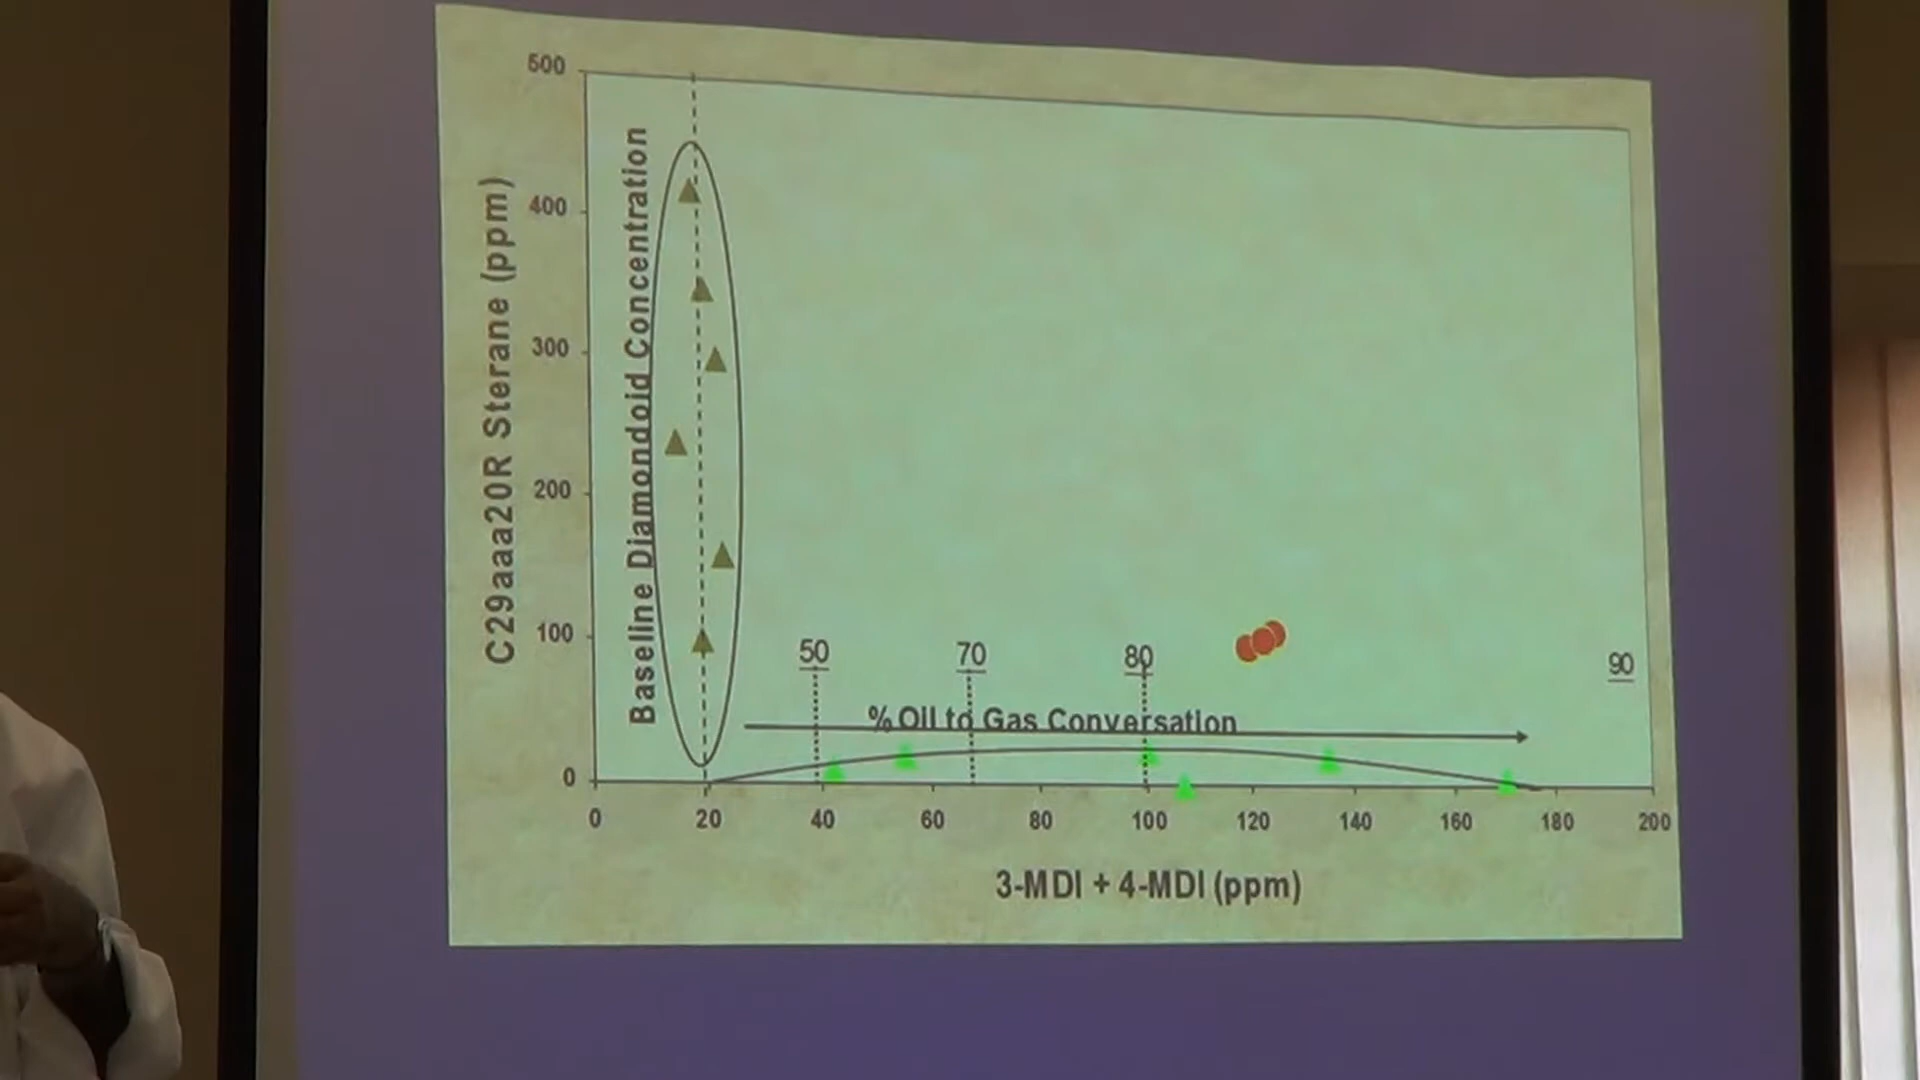 500
400
300
200
100
0
C29aaa20R Sterane (ppm)
Baseline Diamondoid Concentration
50 70 80 90
% Oil to Gas Conversation
0 20 40 60 80 100 120 140 160 180 200
3-MDI + 4-MDI (ppm)